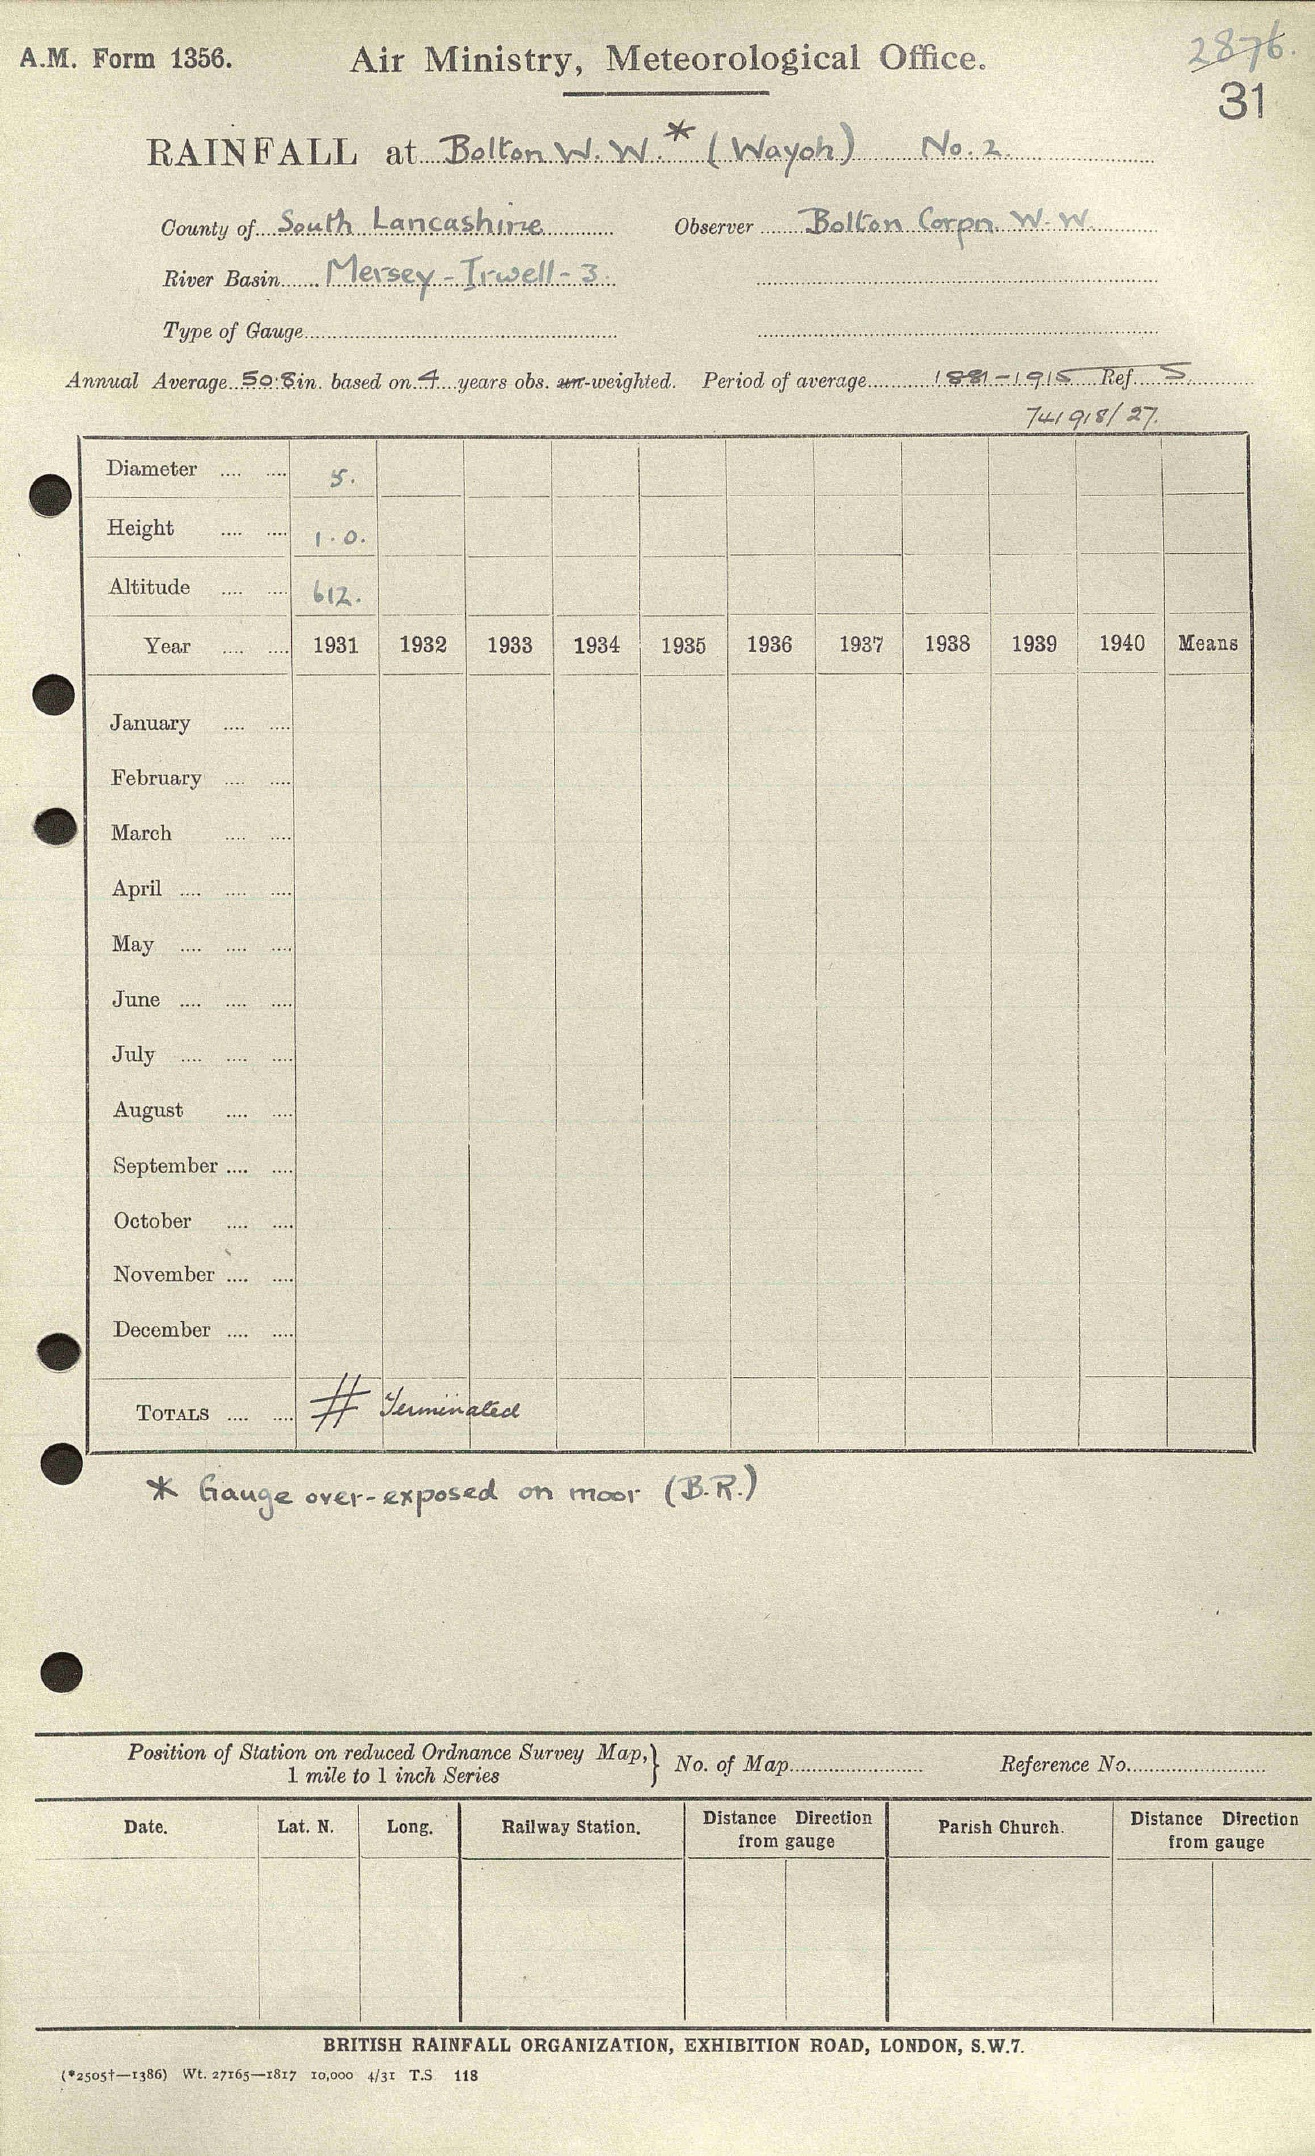 A.M. Form 1356. Air Ministry, Meteorological Office. 2876.
31
RAINFALL at Bolton W. W.* (Wayoh) No. 2.
County of South Lancashire Observer Bolton Corpn. W. W.
River Basin Mersey - Irwell - 3.
Type of Gauge
Annual Average 50.8 in. based on 4 years obs. un-weighted. Period of average 1881-1915 Ref. S.
741918/27.
Diameter .... .... 5.
Height .... .... 1.0.
Altitude .... .... 612.
Year .... .... 1931 1932 1933 1934 1935 1936 1937 1938 1939 1940 Means
January .... ....
February .... ....
March .... ....
April .... .... ....
May .... .... ....
June .... .... ....
July .... .... ....
August .... ....
September .... ....
October .... ....
November .... ....
December .... ....
TOTALS .... .... # Terminated
* Gauge over-exposed on moor (B.R.)
Position of Station on reduced Ordnance Survey Map, } No. of Map Reference No.
1 mile to 1 inch Series
Date. Lat. N. Long. Railway Station. Distance Direction from gauge Parish Church. Distance Direction from gauge
BRITISH RAINFALL ORGANIZATION, EXHIBITION ROAD, LONDON, S.W.7.
(*2505†—1386) Wt. 27165—1817 10,000 4/31 T.S 118